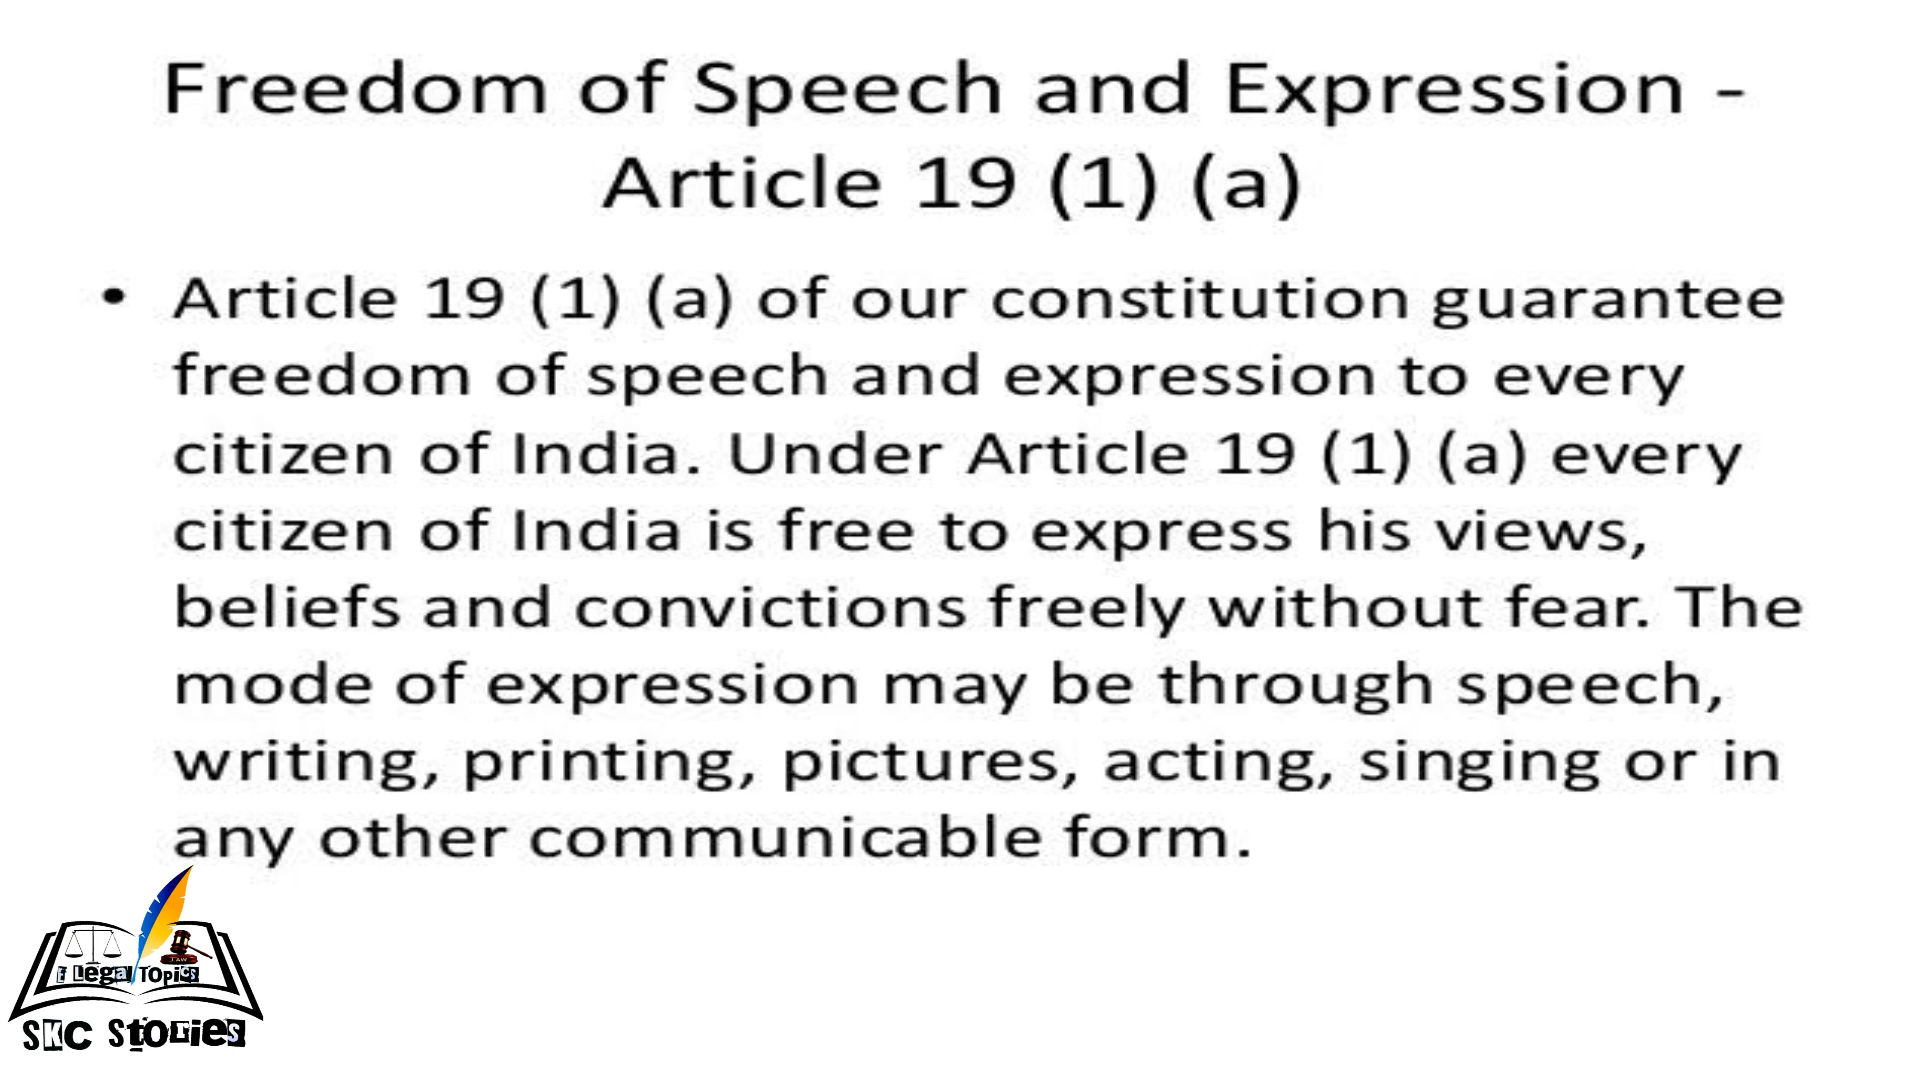 Freedom of Speech and Expression -
Article 19 (1) (a)
• Article 19 (1) (a) of our constitution guarantee
freedom of speech and expression to every
citizen of India. Under Article 19 (1) (a) every
citizen of India is free to express his views,
beliefs and convictions freely without fear. The
mode of expression may be through speech,
writing, printing, pictures, acting, singing or in
any other communicable form.
LAW
Legal Topics
SKC Stories